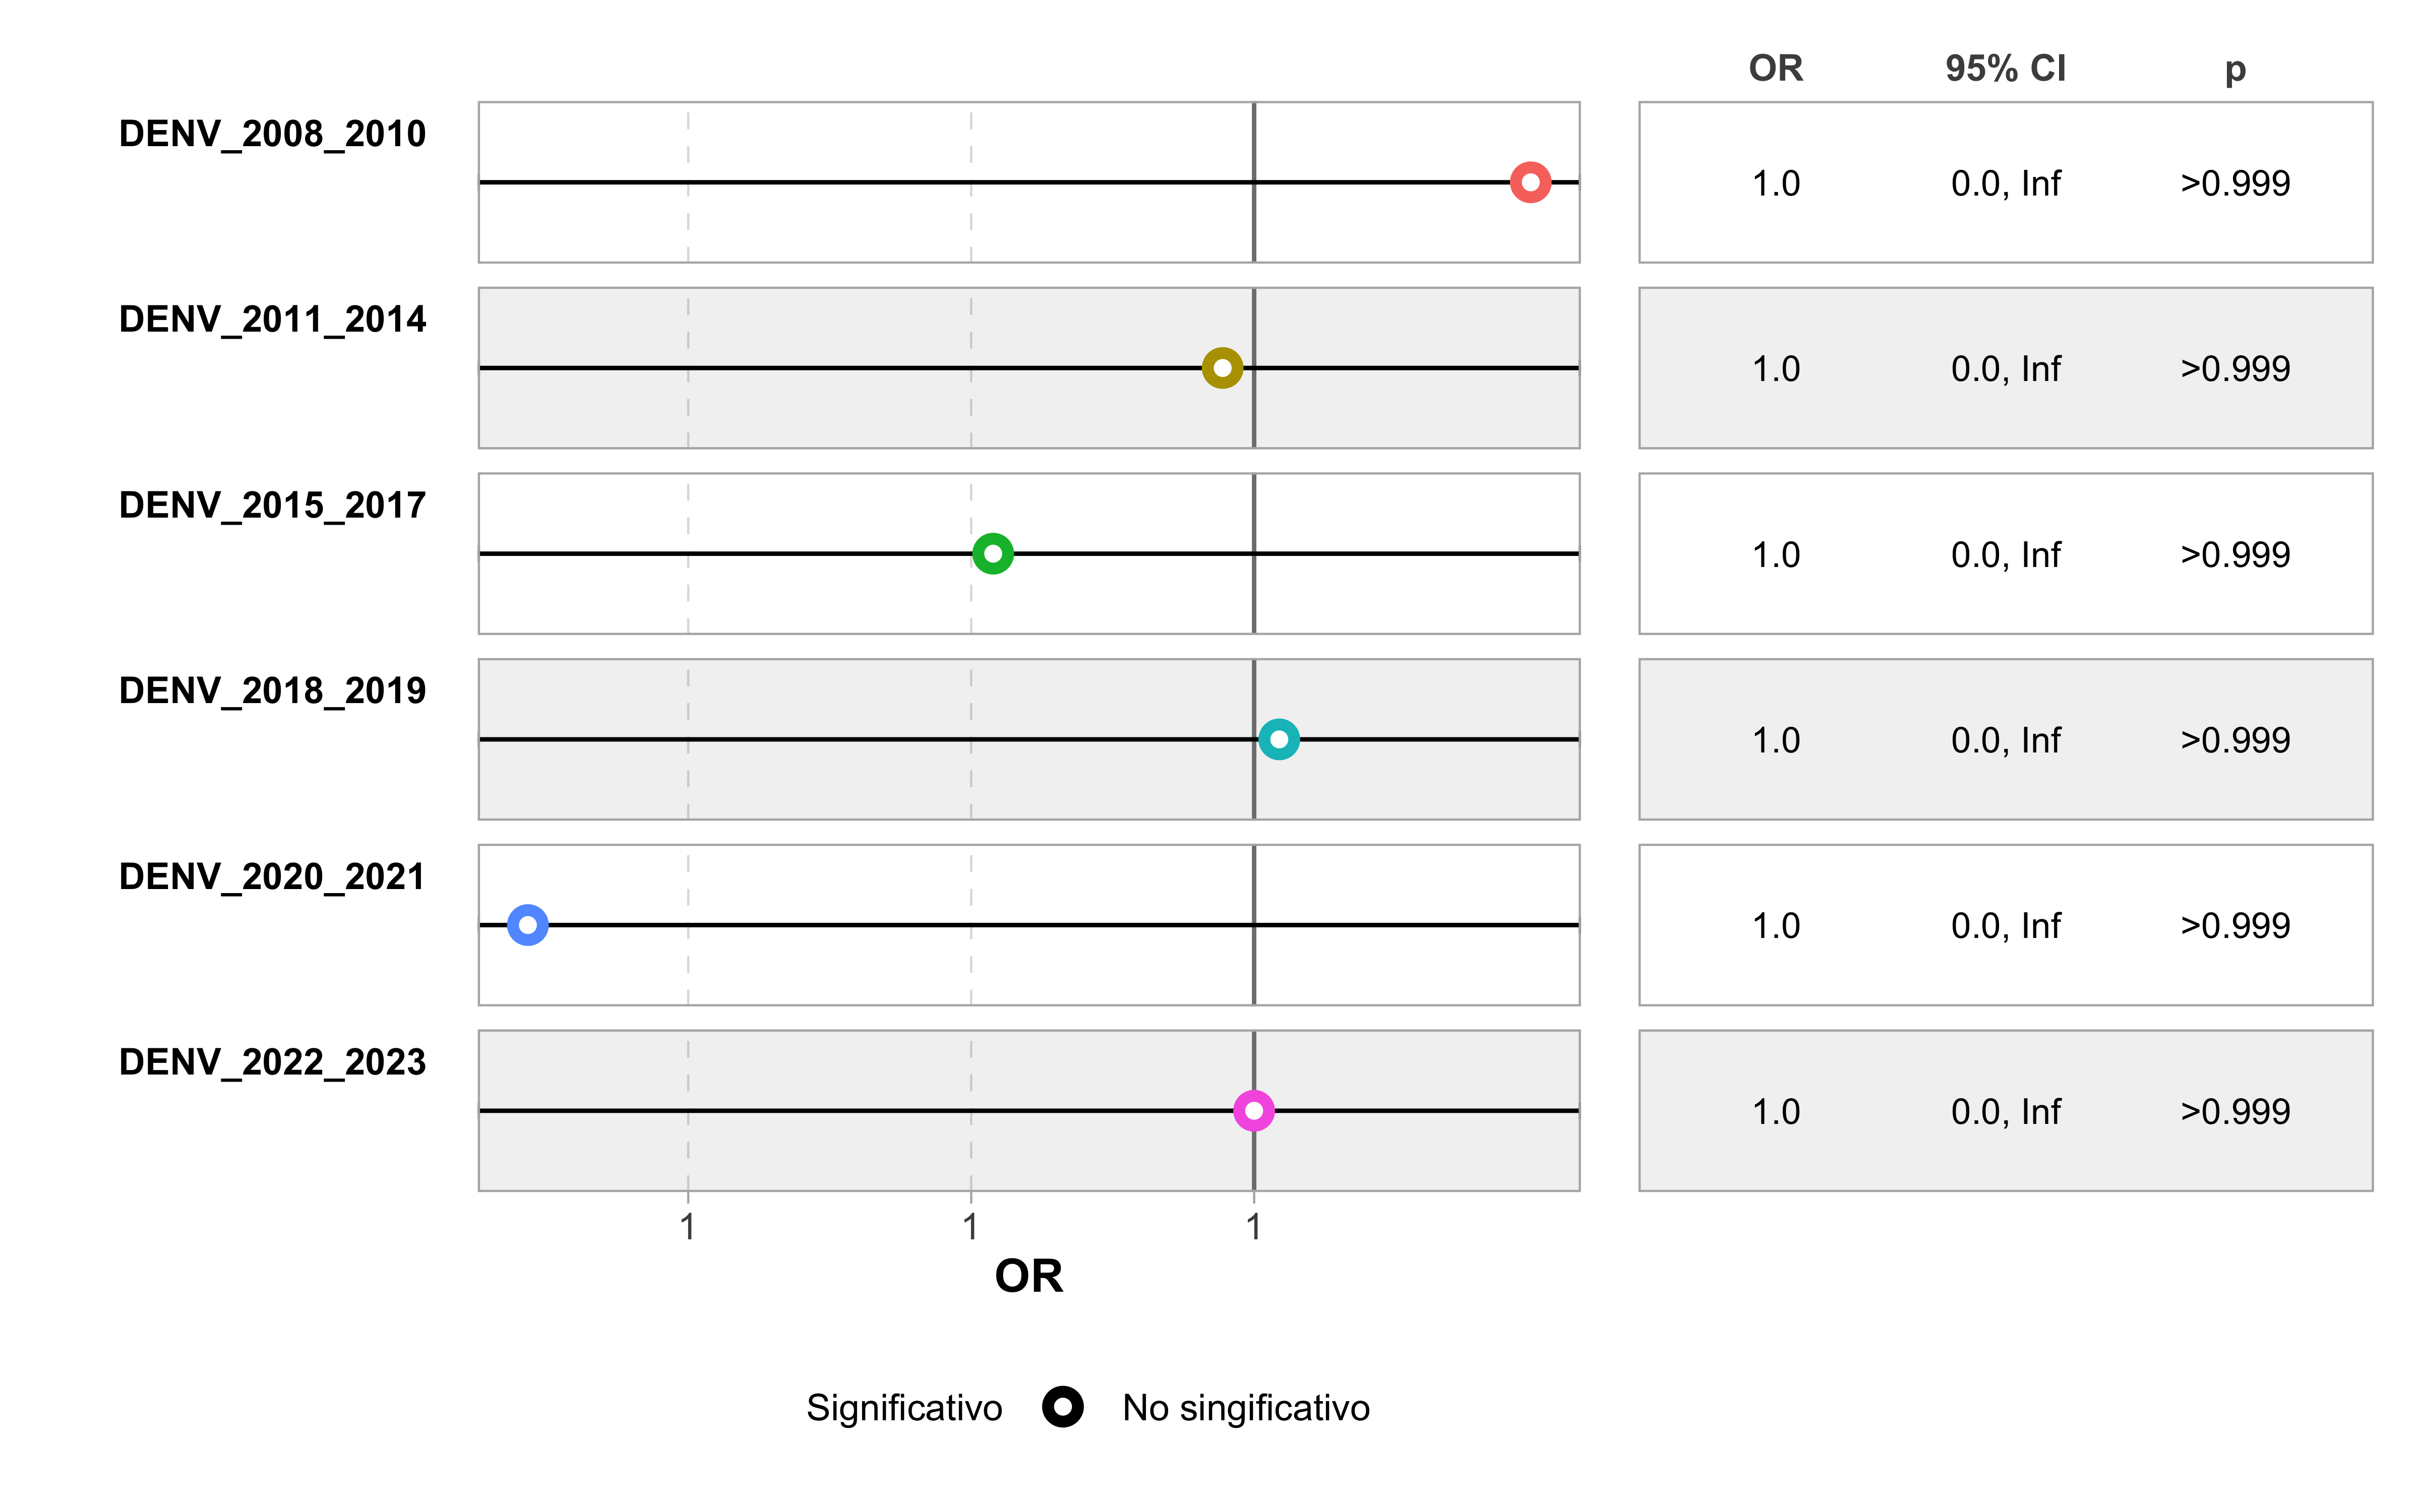 OR 95% CI p
DENV_2008_2010 1.0 0.0, Inf >0.999
DENV_2011_2014 1.0 0.0, Inf >0.999
DENV_2015_2017 1.0 0.0, Inf >0.999
DENV_2018_2019 1.0 0.0, Inf >0.999
DENV_2020_2021 1.0 0.0, Inf >0.999
DENV_2022_2023 1.0 0.0, Inf >0.999
1 1 1
OR
Significativo No singificativo